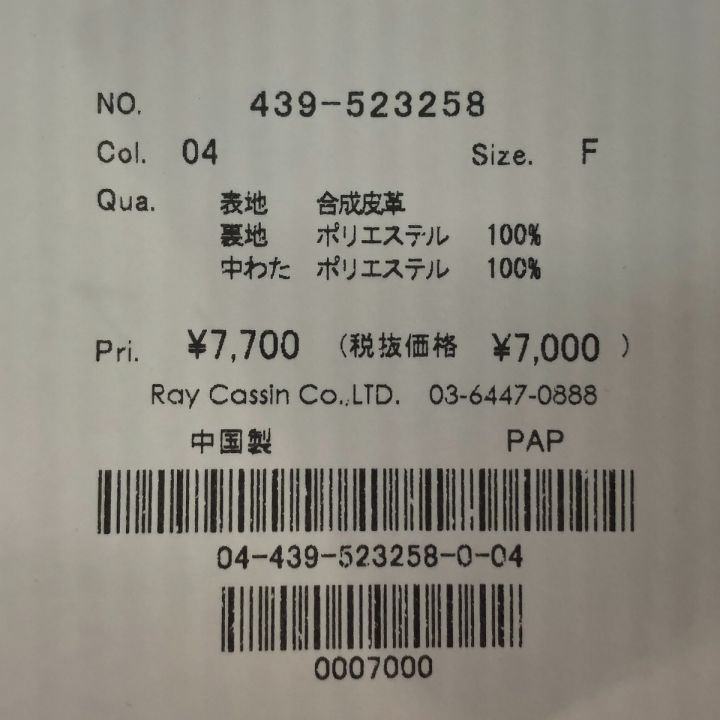 NO. 439-523258
Col. 04 Size. F
Qua. 表地 合成皮革
裏地 ポリエステル 100%
中わた ポリエステル 100%
Pri. ¥7,700 (税抜価格 ¥7,000 )
Ray Cassin Co.,LTD. 03-6447-0888
中国製 PAP
04-439-523258-0-04
0007000